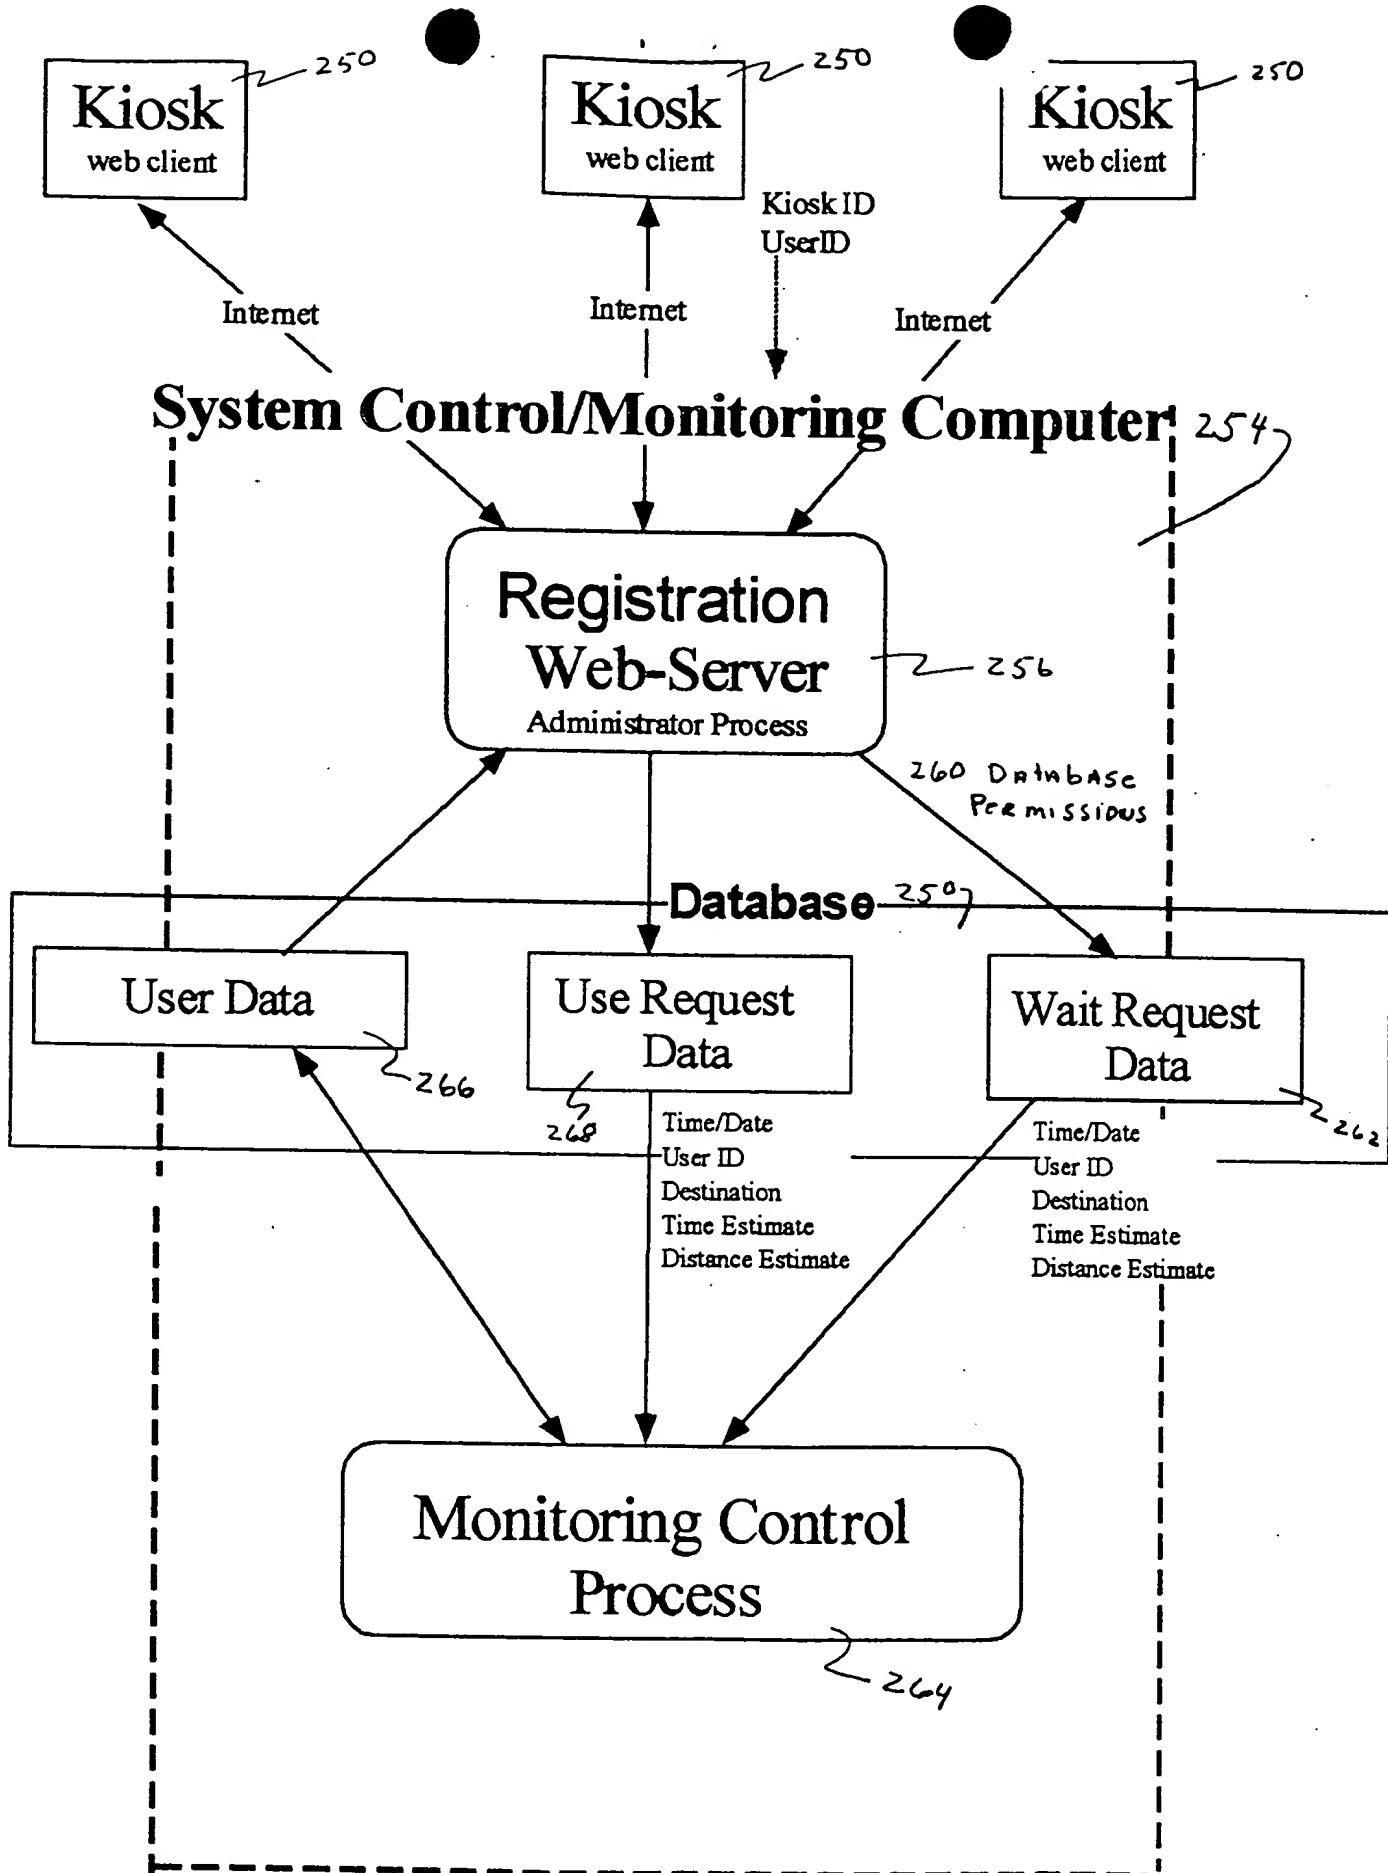 250
250
250
Kiosk
web client
Kiosk
web client
Kiosk
web client
Kiosk ID
UserID
Internet
Internet
Internet
System Control/Monitoring Computer
254
Registration
Web-Server
Administrator Process
256
260 Database
Permissions
Database
250
User Data
266
Use Request
Data
268
Wait Request
Data
262
Time/Date
User ID
Destination
Time Estimate
Distance Estimate
Time/Date
User ID
Destination
Time Estimate
Distance Estimate
Monitoring Control
Process
264